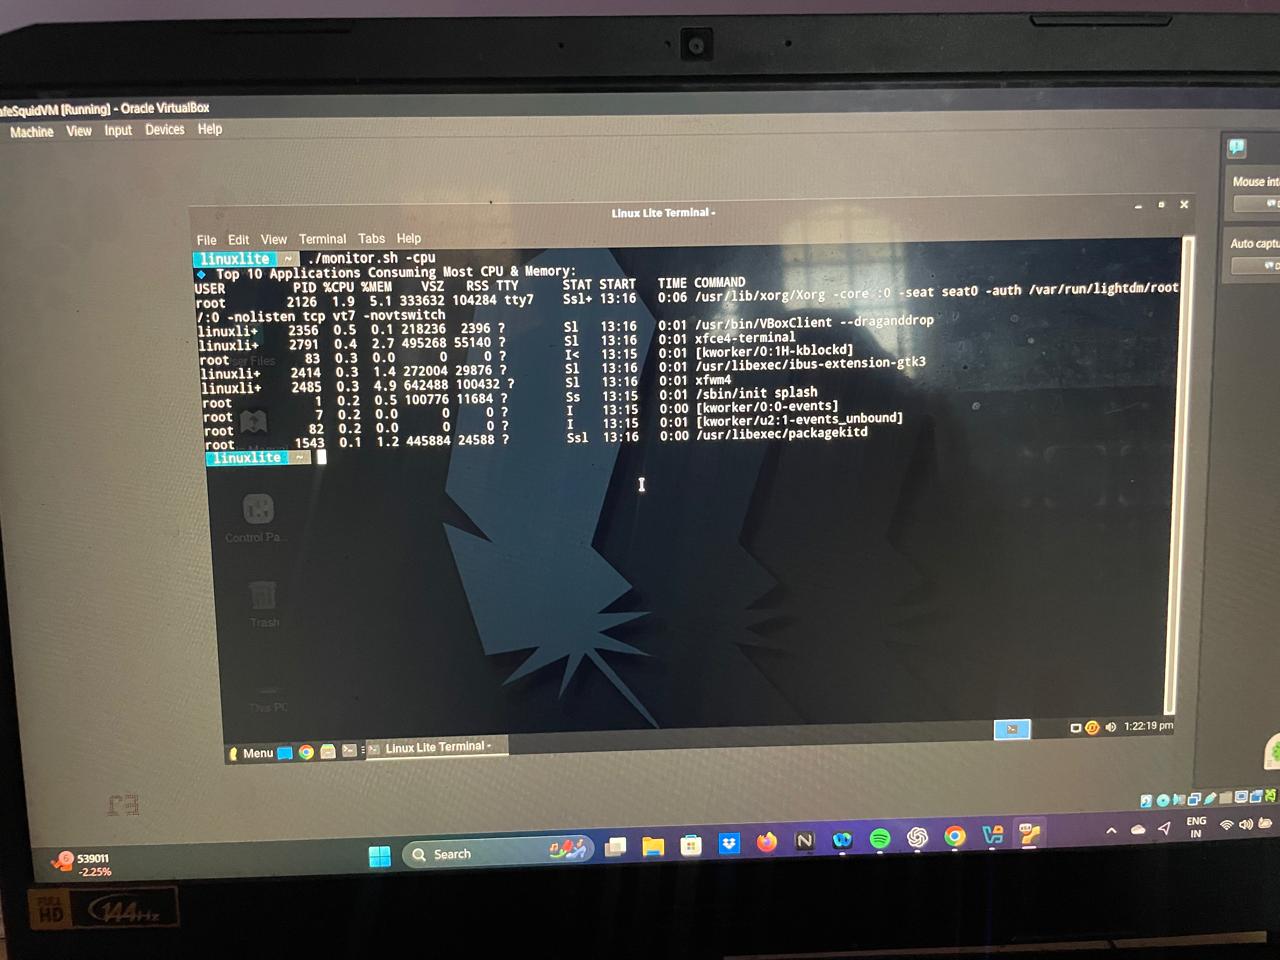 afeSquidVM [Running] - Oracle VirtualBox
Machine View Input Devices Help
Mouse int
Auto captu
Linux Lite Terminal -
File Edit View Terminal Tabs Help
linuxlite ~ ./monitor.sh -cpu
Top 10 Applications Consuming Most CPU & Memory:
USER PID %CPU %MEM VSZ RSS TTY STAT START TIME COMMAND
root 2126 1.9 5.1 333632 104284 tty7 Ssl+ 13:16 0:06 /usr/lib/xorg/Xorg -core :0 -seat seat0 -auth /var/run/lightdm/root
/:0 -nolisten tcp vt7 -novtswitch
linuxli+ 2356 0.5 0.1 218236 2396 ? Sl 13:16 0:01 /usr/bin/VBoxClient --draganddrop
linuxli+ 2791 0.4 2.7 495268 55140 ? Sl 13:16 0:01 xfce4-terminal
root 83 0.3 0.0 0 0 ? I< 13:15 0:01 [kworker/0:1H-kblockd]
linuxli+ 2414 0.3 1.4 272004 29876 ? Sl 13:16 0:01 /usr/libexec/ibus-extension-gtk3
linuxli+ 2485 0.3 4.9 642488 100432 ? Sl 13:16 0:01 xfwm4
root 1 0.2 0.5 100776 11684 ? Ss 13:15 0:01 /sbin/init splash
root 7 0.2 0.0 0 0 ? I 13:15 0:00 [kworker/0:0-events]
root 82 0.2 0.0 0 0 ? I 13:15 0:01 [kworker/u2:1-events_unbound]
root 1543 0.1 1.2 445884 24588 ? Ssl 13:16 0:00 /usr/libexec/packagekitd
linuxlite ~
Control Pa...
Trash
This PC
Menu
Linux Lite Terminal -
1:22:19 pm
539011
-2.25%
Search
ENG
IN
FULL
HD
144Hz